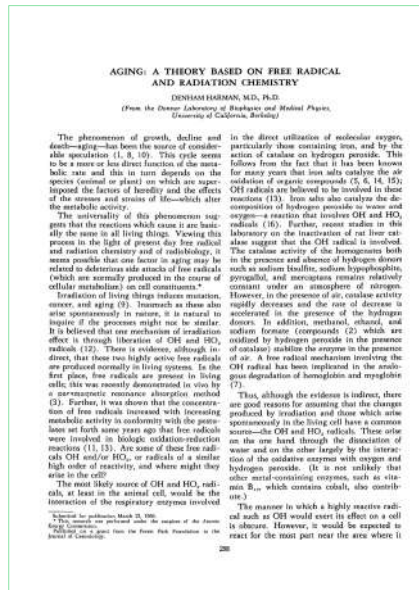 AGING: A THEORY BASED ON FREE RADICAL
AND RADIATION CHEMISTRY
DENHAM HARMAN, M.D., Ph.D.
(From the Donner Laboratory of Biophysics and Medical Physics,
University of California, Berkeley)
The phenomenon of growth, decline and
death—aging—has been the source of consider-
able speculation (1, 8, 10). This cycle seems
to be a more or less direct function of the meta-
bolic rate and this in turn depends on the
species (animal or plant) on which are super-
imposed the factors of heredity and the effects
of the stresses and strains of life—which alter
the metabolic activity.
The universality of this phenomenon sug-
gests that the reactions which cause it are basic-
ally the same in all living things. Viewing this
process in the light of present day free radical
and radiation chemistry and of radiobiology, it
seems possible that one factor in aging may be
related to deleterious side attacks of free radicals
(which are normally produced in the course of
cellular metabolism) on cell constituents.*
Irradiation of living things induces mutation,
cancer, and aging (9). Inasmuch as these also
arise spontaneously in nature, it is natural to
inquire if the processes might not be similar.
It is believed that one mechanism of irradiation
effect is through liberation of OH and HO₂
radicals (12). There is evidence, although in-
direct, that these two highly active free radicals
are produced normally in living systems. In the
first place, free radicals are present in living
cells; this was recently demonstrated in vivo by
a paramagnetic resonance absorption method
(3). Further, it was shown that the concentra-
tion of free radicals increased with increasing
metabolic activity in conformity with the postu-
lates set forth some years ago that free radicals
were involved in biologic oxidation-reduction
reactions (11, 13). Are some of these free radi-
cals OH and/or HO₂, or radicals of a similar
high order of reactivity, and where might they
arise in the cell?
The most likely source of OH and HO₂ radi-
cals, at least in the animal cell, would be the
interaction of the respiratory enzymes involved
Submitted for publication March 23, 1956.
* This research was performed under the auspices of the Atomic
Energy Commission.
Published on a grant from the Forest Park Foundation to the
Journal of Gerontology.
in the direct utilization of molecular oxygen,
particularly those containing iron, and by the
action of catalase on hydrogen peroxide. This
follows from the fact that it has been known
for many years that iron salts catalyze the air
oxidation of organic compounds (5, 6, 14, 15);
OH radicals are believed to be involved in these
reactions (13). Iron salts also catalyze the de-
composition of hydrogen peroxide to water and
oxygen—a reaction that involves OH and HO₂
radicals (16). Further, recent studies in this
laboratory on the inactivation of rat liver cat-
alase suggest that the OH radical is involved.
The catalase activity of the homogenates both
in the presence and absence of hydrogen donors
such as sodium bisulfite, sodium hypophosphite,
pyrogallol, and mercaptans remains relatively
constant under an atmosphere of nitrogen.
However, in the presence of air, catalase activity
rapidly decreases and the rate of decrease is
accelerated in the presence of the hydrogen
donors. In addition, methanol, ethanol, and
sodium formate (compounds (2) which are
oxidized by hydrogen peroxide in the presence
of catalase) stabilize the enzyme in the presence
of air. A free radical mechanism involving the
OH radical has been implicated in the analo-
gous degradation of hemoglobin and myoglobin
(7).
Thus, although the evidence is indirect, there
are good reasons for assuming that the changes
produced by irradiation and those which arise
spontaneously in the living cell have a common
source—the OH and HO₂ radicals. These arise
on the one hand through the dissociation of
water and on the other largely by the interac-
tion of the oxidative enzymes with oxygen and
hydrogen peroxide. (It is not unlikely that
other metal-containing enzymes, such as vita-
min B₁₂, which contains cobalt, also contrib-
ute.)
The manner in which a highly reactive radi-
cal such as OH would exert its effect on a cell
is obscure. However, it would be expected to
react for the most part near the area where it
298